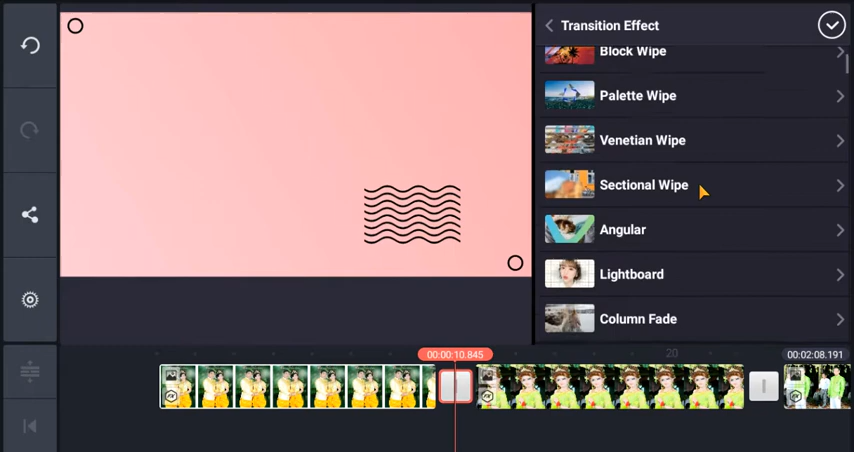 Transition Effect
Block Wipe
Palette Wipe
Venetian Wipe
Sectional Wipe
Angular
Lightboard
Column Fade
00:00:10.845
20
00:02:08.191